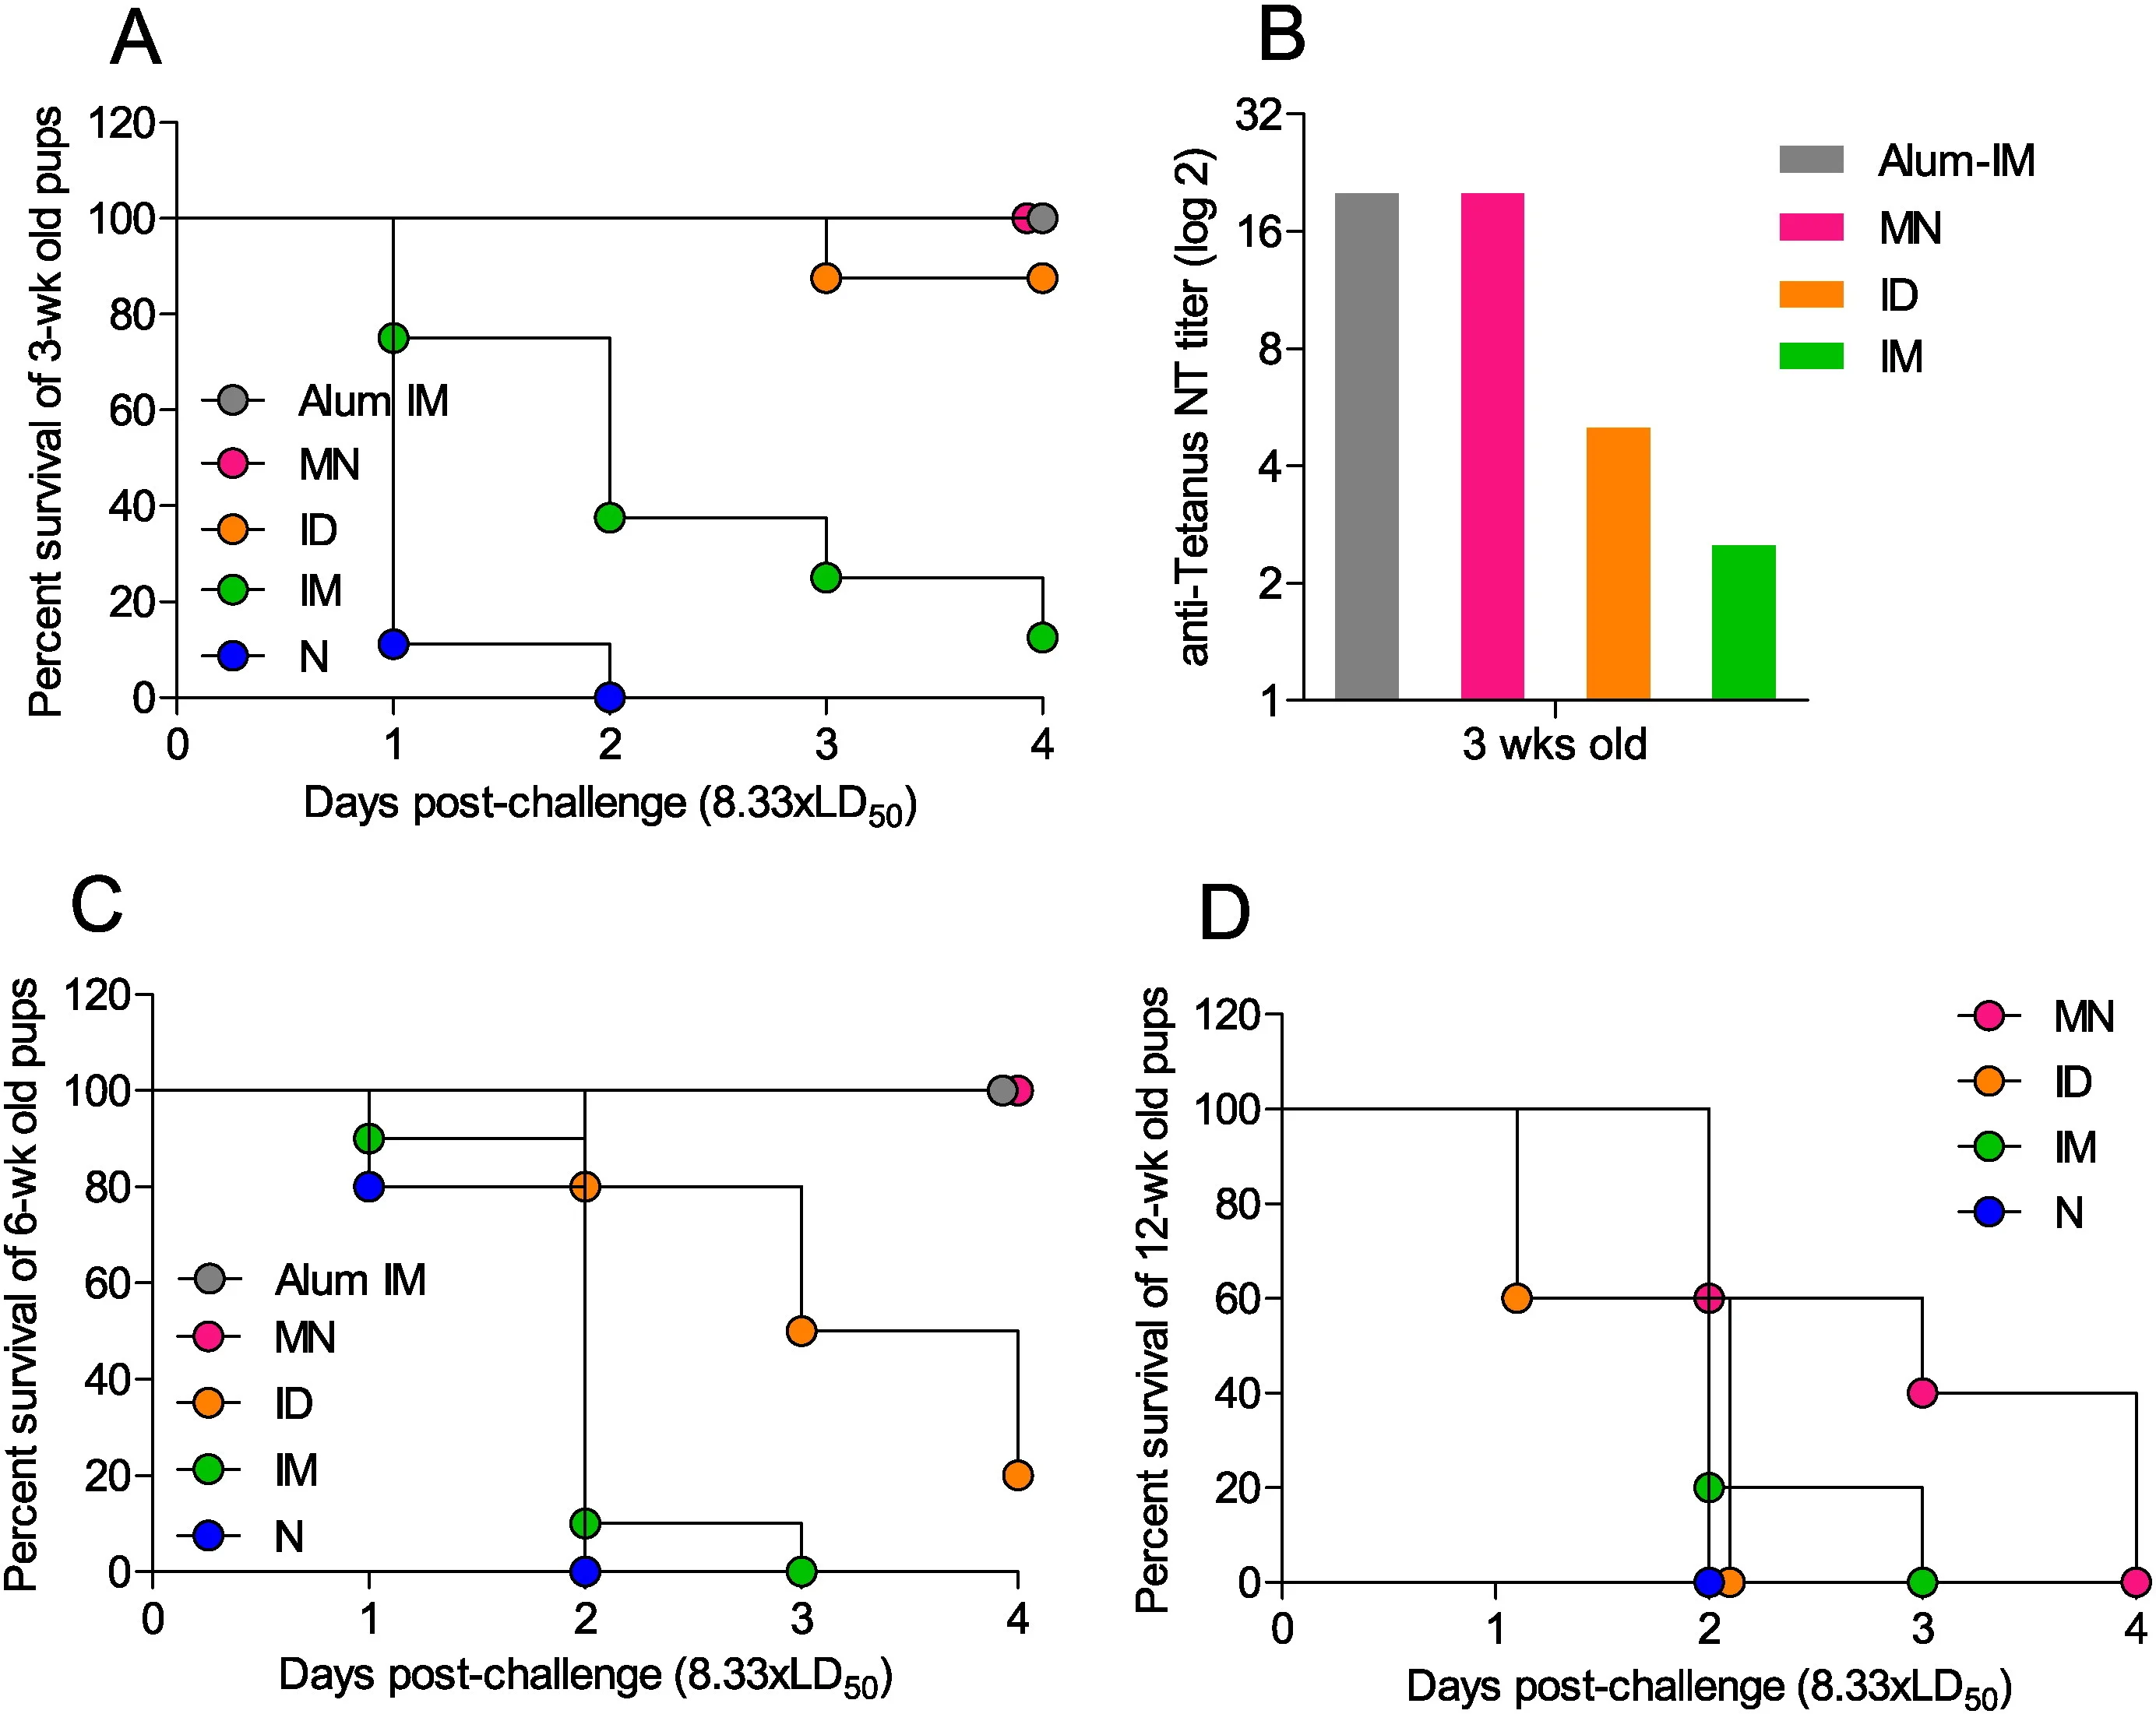 A
Percent survival of 3-wk old pups
120
100
80
60
40
20
0
Alum IM
MN
ID
IM
N
0 1 2 3 4
Days post-challenge (8.33xLD50)
B
anti-Tetanus NT titer (log 2)
32
16
8
4
2
1
Alum-IM
MN
ID
IM
3 wks old
C
Percent survival of 6-wk old pups
120
100
80
60
40
20
0
Alum IM
MN
ID
IM
N
0 1 2 3 4
Days post-challenge (8.33xLD50)
D
Percent survival of 12-wk old pups
120
100
80
60
40
20
0
MN
ID
IM
N
0 1 2 3 4
Days post-challenge (8.33xLD50)